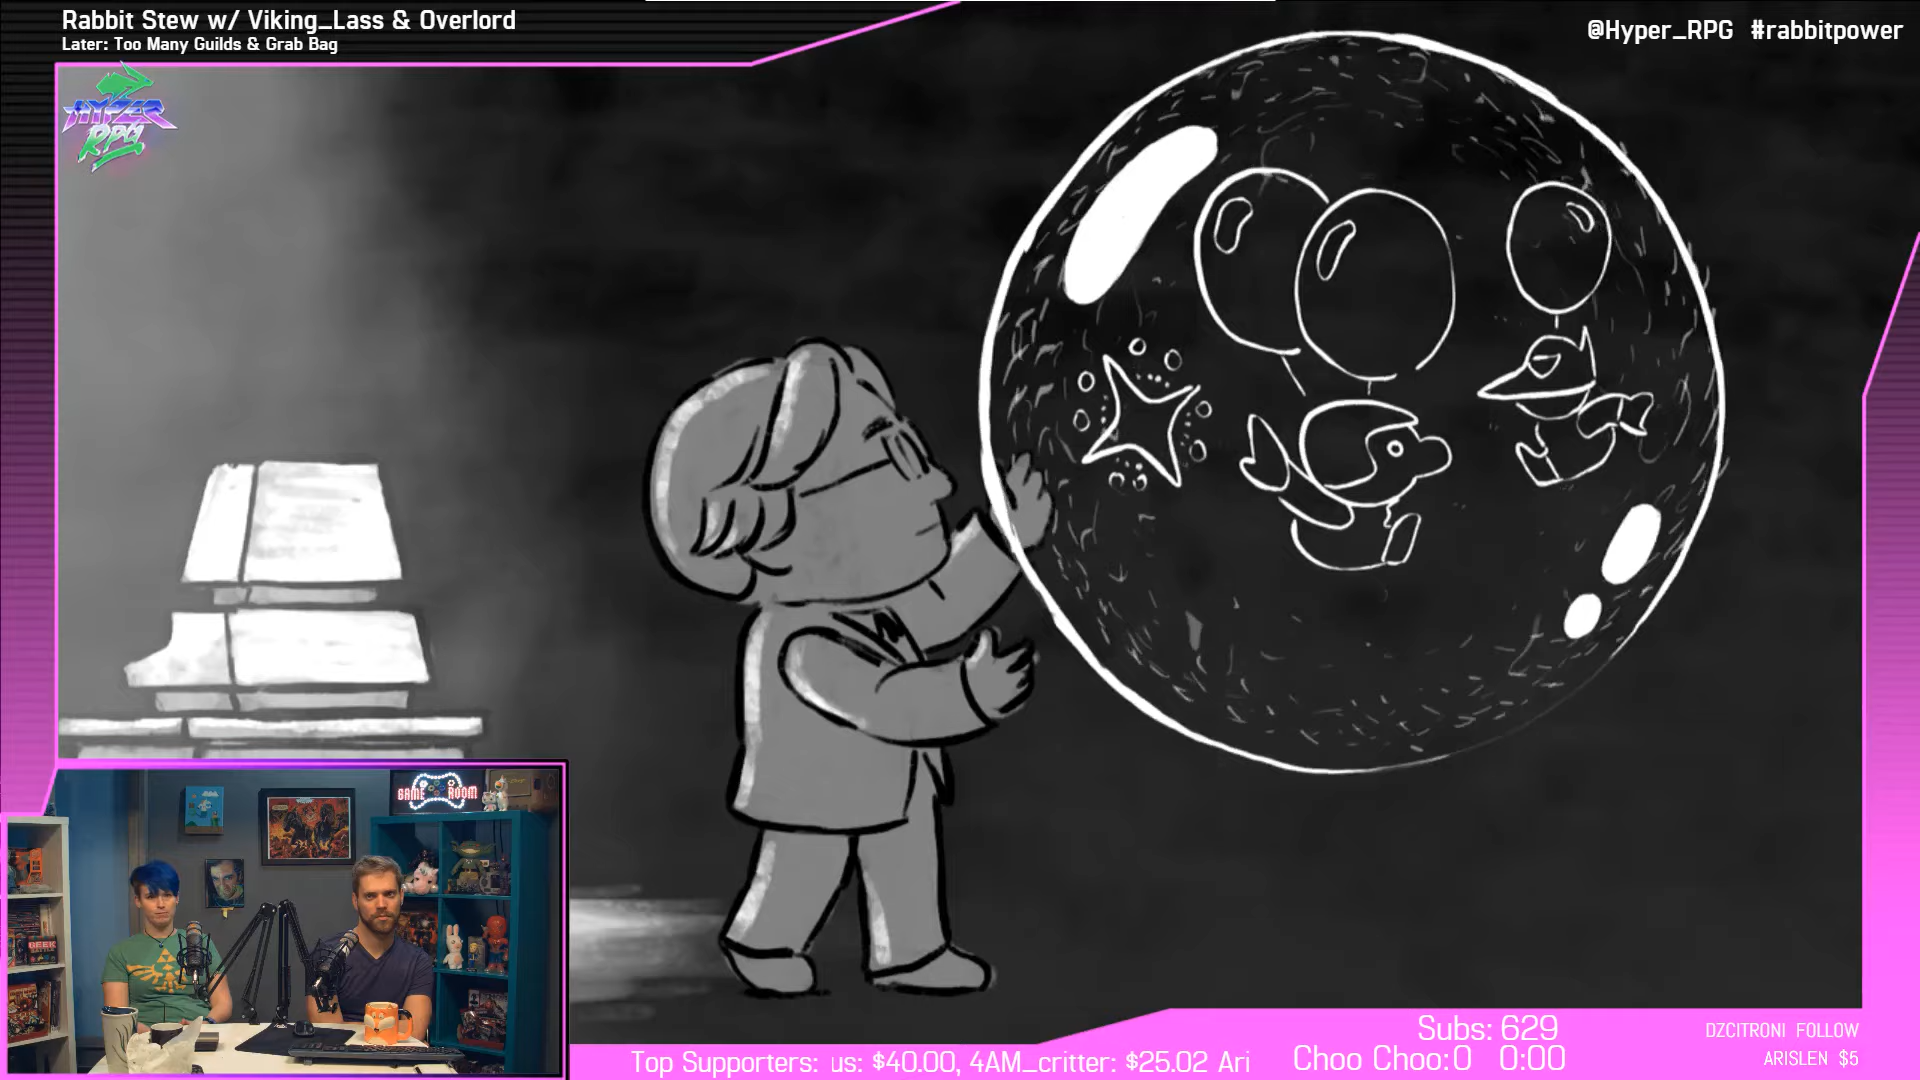 Rabbit Stew w/ Viking_Lass & Overlord
Later: Too Many Guilds & Grab Bag
@Hyper_RPG #rabbitpower
HYPER
RPG
GAME ROOM
GEEK
Subs: 629
DZCITRONI FOLLOW
Top Supporters: us: $40.00, 4AM_critter: $25.02 Ari
Choo Choo: 0 0:00
ARISLEN $5